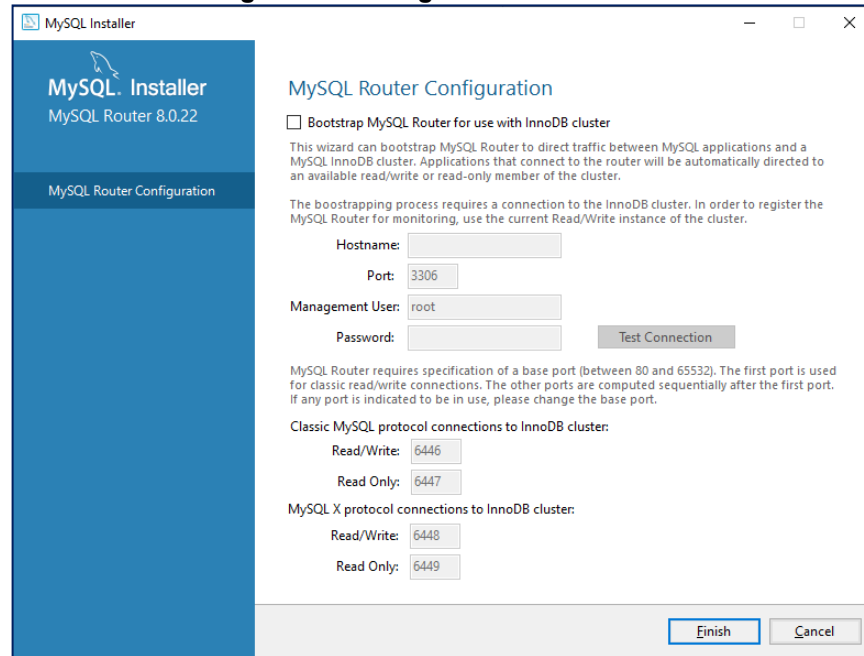 MySQL Installer
MySQL. Installer
MySQL Router 8.0.22
MySQL Router Configuration
MySQL Router Configuration
Bootstrap MySQL Router for use with InnoDB cluster
This wizard can bootstrap MySQL Router to direct traffic between MySQL applications and a
MySQL InnoDB cluster. Applications that connect to the router will be automatically directed to
an available read/write or read-only member of the cluster.
The boostrapping process requires a connection to the InnoDB cluster. In order to register the
MySQL Router for monitoring, use the current Read/Write instance of the cluster.
Hostname:
Port: 3306
Management User: root
Password: Test Connection
MySQL Router requires specification of a base port (between 80 and 65532). The first port is used
for classic read/write connections. The other ports are computed sequentially after the first port.
If any port is indicated to be in use, please change the base port.
Classic MySQL protocol connections to InnoDB cluster:
Read/Write: 6446
Read Only: 6447
MySQL X protocol connections to InnoDB cluster:
Read/Write: 6448
Read Only: 6449
Finish Cancel